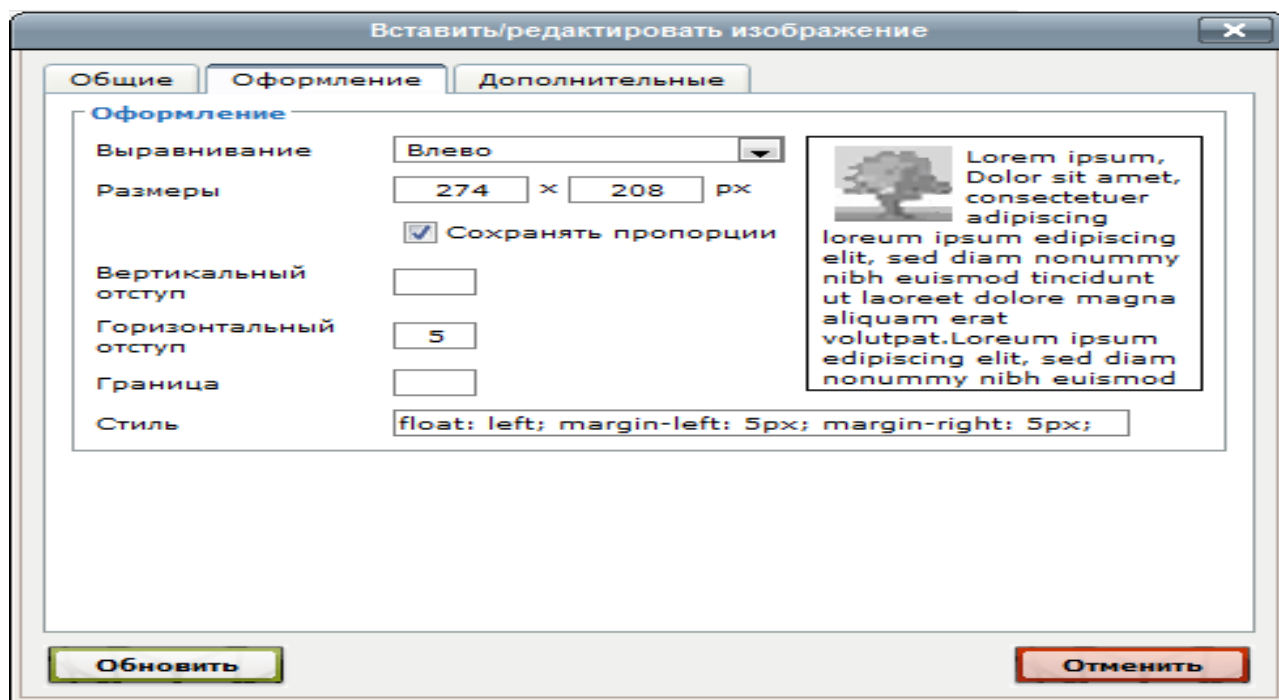 Вставить/редактировать изображение
Общие
Оформление
Дополнительные
Оформление
Выравнивание
Влево
Размеры
274 x 208 px
Сохранять пропорции
Вертикальный
отступ
Горизонтальный
отступ
5
Граница
Стиль
float: left; margin-left: 5px; margin-right: 5px;
Lorem ipsum,
Dolor sit amet,
consectetuer
adipiscing
loreum ipsum edipiscing
elit, sed diam nonummy
nibh euismod tincidunt
ut laoreet dolore magna
aliquam erat
volutpat.Loreum ipsum
edipiscing elit, sed diam
nonummy nibh euismod
Обновить
Отменить